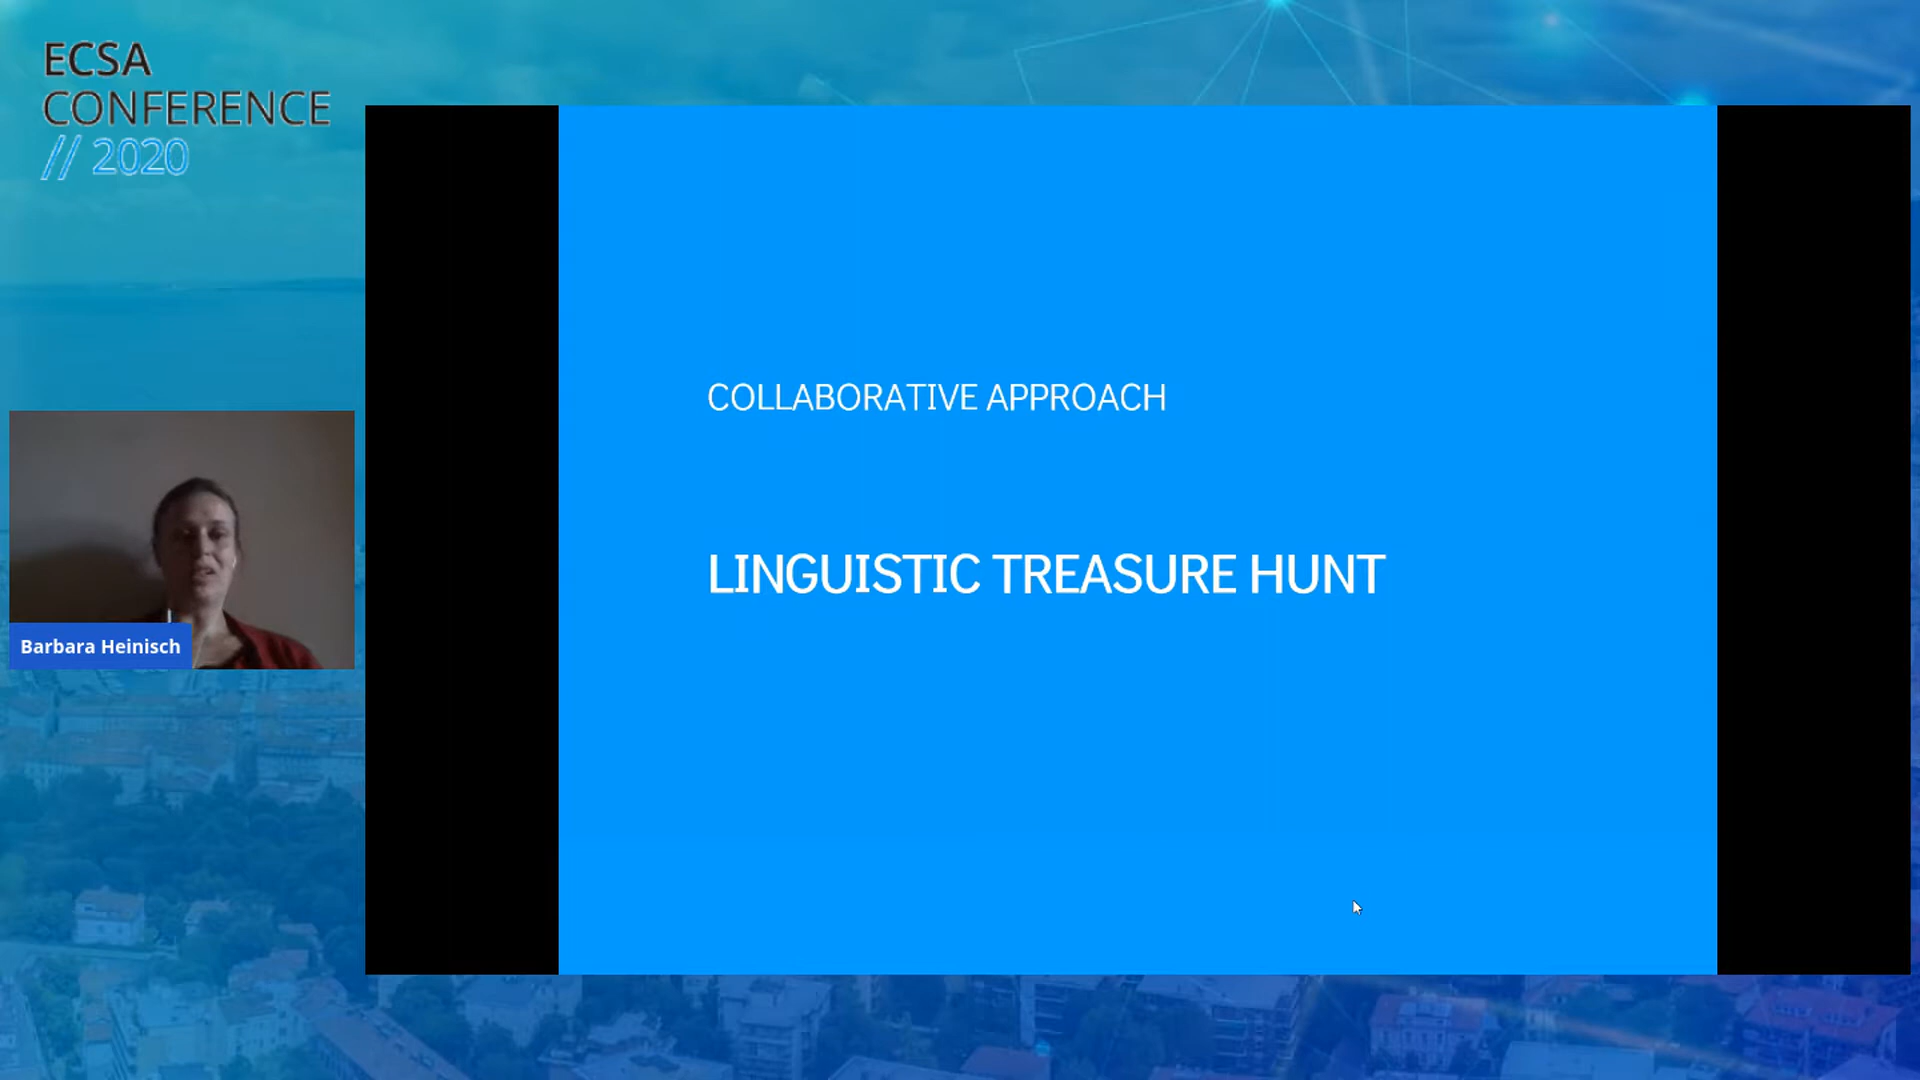 ECSA
CONFERENCE
// 2020
COLLABORATIVE APPROACH
LINGUISTIC TREASURE HUNT
Barbara Heinisch